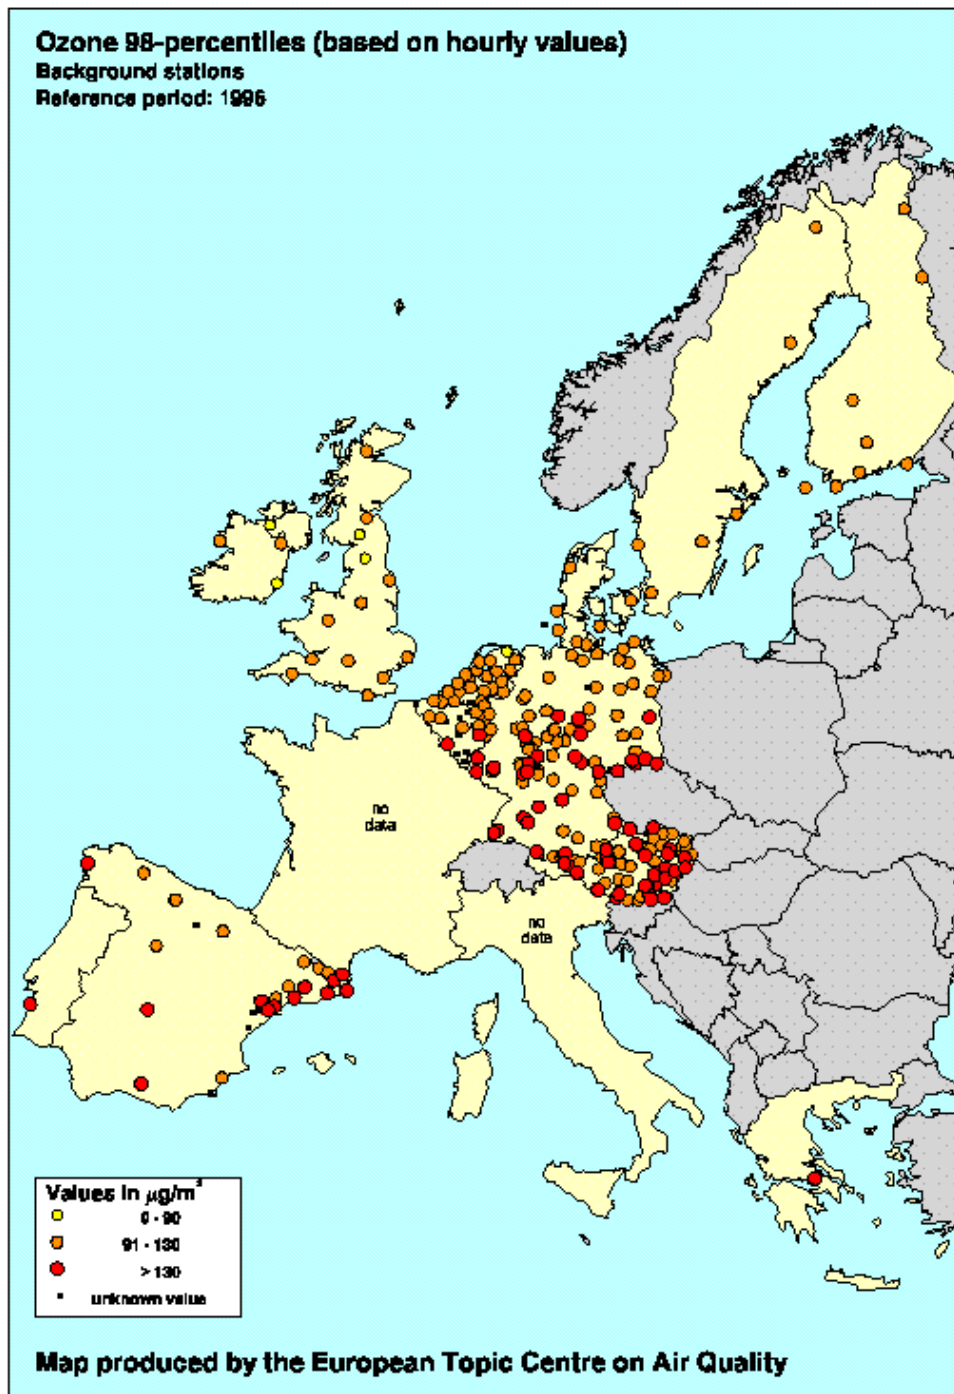 Ozone 98-percentiles (based on hourly values)
Background stations
Reference period: 1996
no
data
no
data
Values in µg/m³
0 - 90
91 - 130
> 130
unknown value
Map produced by the European Topic Centre on Air Quality